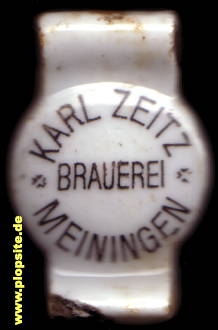 KARL ZEITZ
BRAUEREI
MEININGEN
www.plopsite.de ©